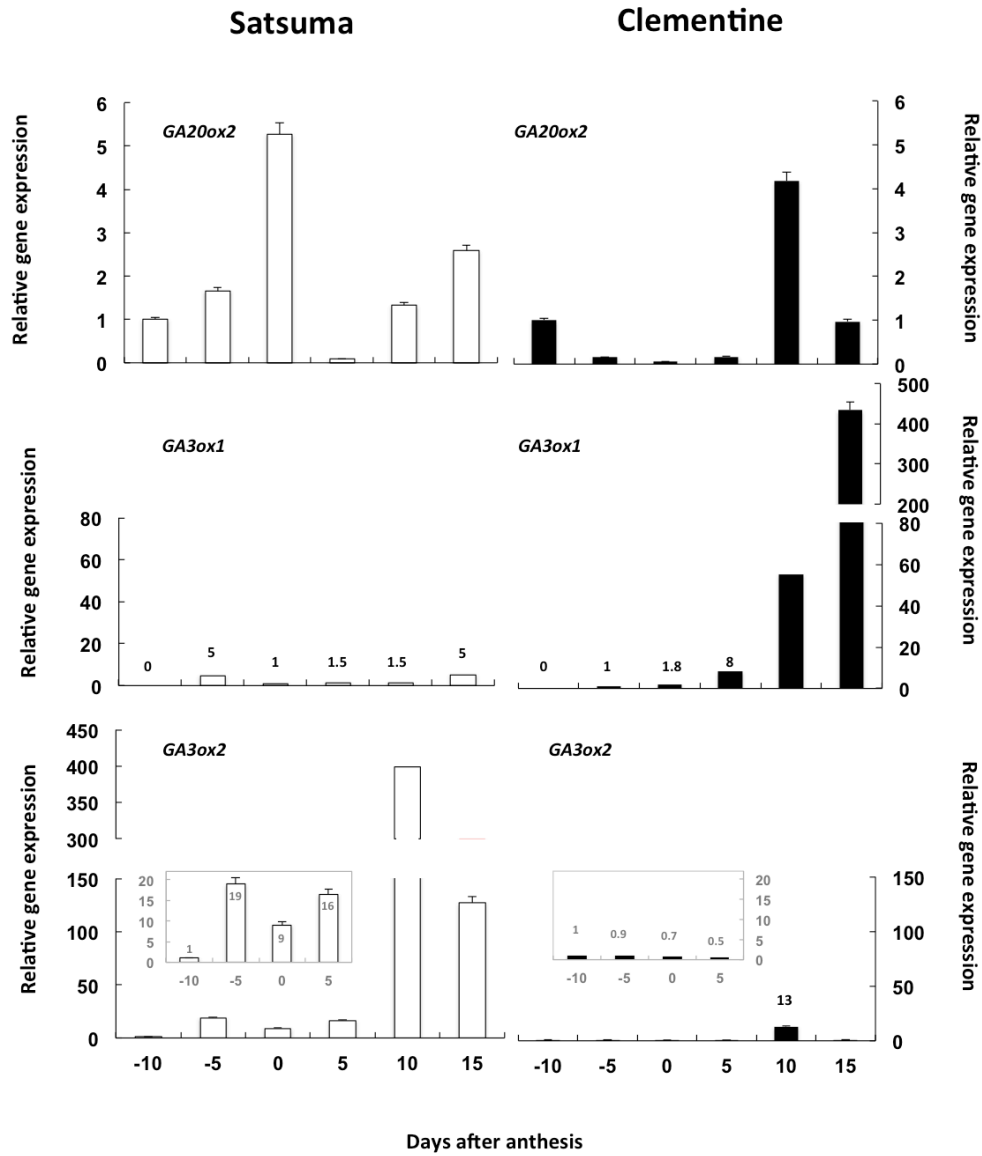 Satsuma
Clementine
Relative gene expression
6
5
4
3
2
1
0
GA20ox2
GA20ox2
6
5
4
3
2
1
0
Relative gene expression
Relative gene expression
80
60
40
20
0
GA3ox1
0 5 1 1.5 1.5 5
GA3ox1
0 1 1.8 8
500
400
300
200
80
60
40
20
0
Relative gene expression
Relative gene expression
450
400
350
300
150
100
50
0
GA3ox2
20
15
10
5
0
1 19 9 16
-10 -5 0 5
-10 -5 0 5 10 15
GA3ox2
1 0.9 0.7 0.5
20
15
10
5
0
-10 -5 0 5
13
150
100
50
0
-10 -5 0 5 10 15
Relative gene expression
Days after anthesis